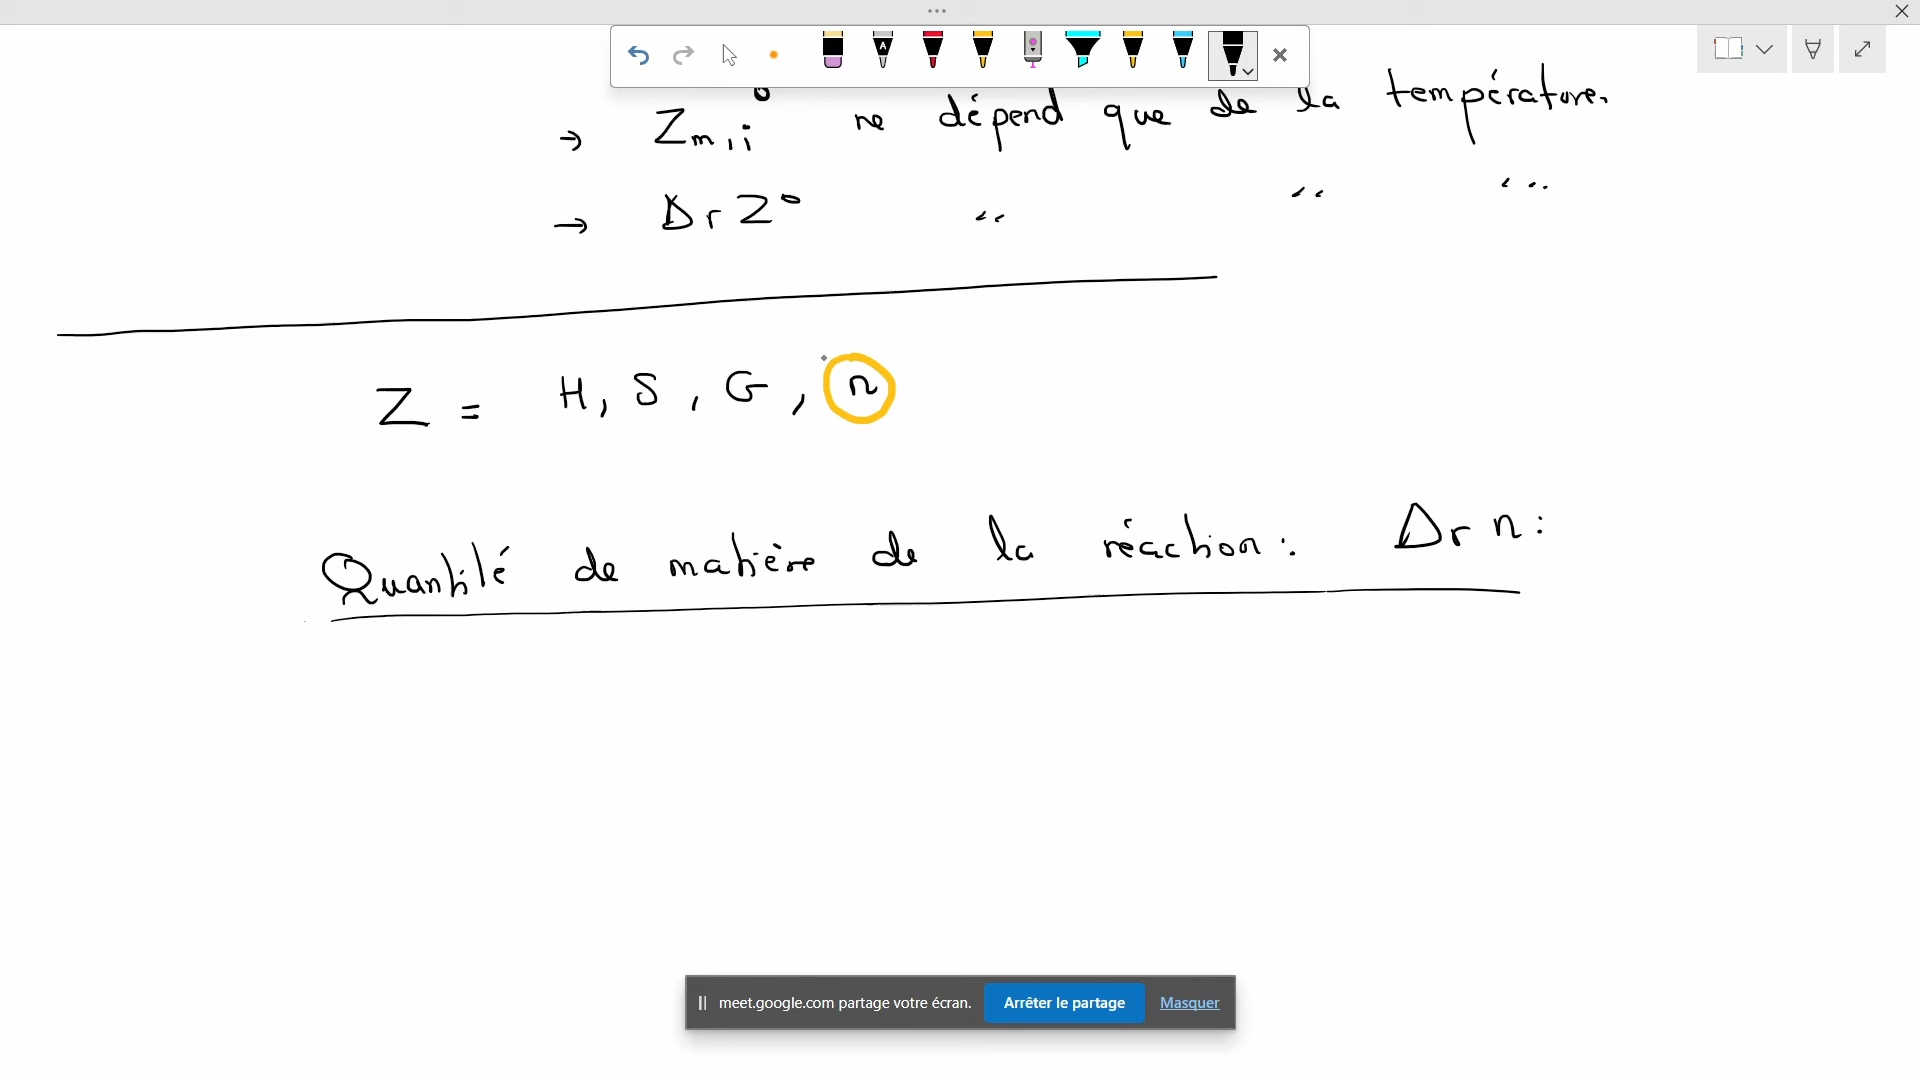 → Zm,i° ne dépend que de la température.
→ ΔrZ° " " "..
Z = H, S, G, n
Quantité de matière de la réaction : Δr n :
meet.google.com partage votre écran. Arrêter le partage Masquer